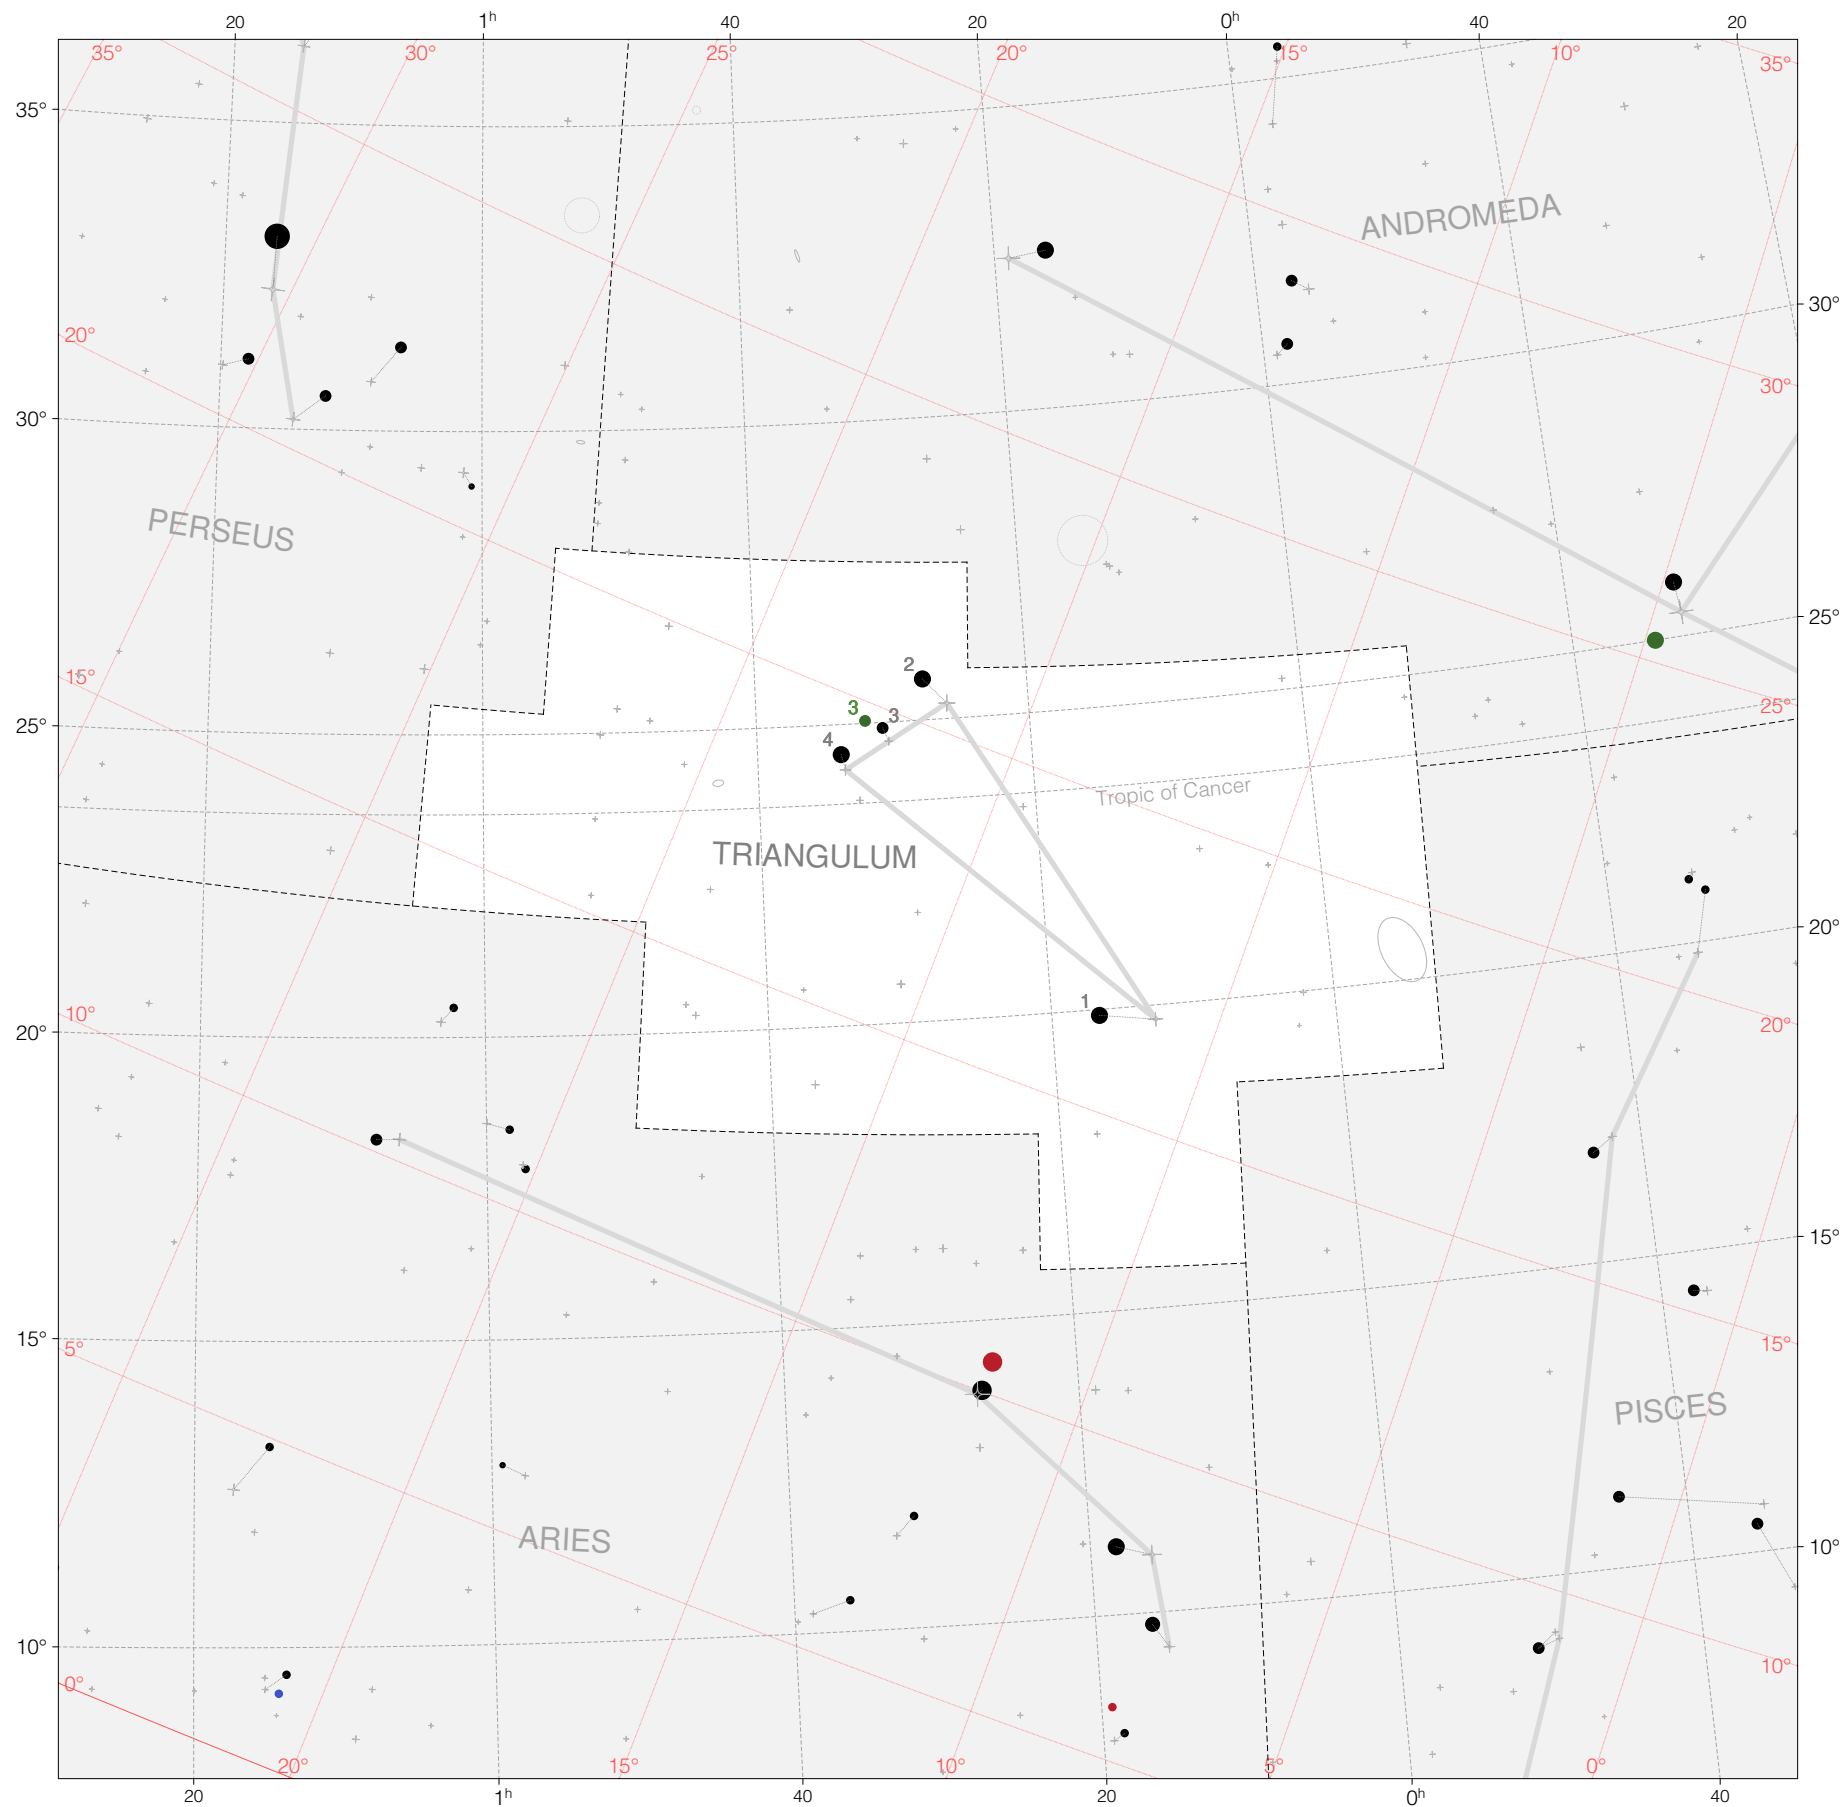 20 1ʰ 40 20 0ʰ 40 20
35° 30° 25° 20° 15° 10° 35°
35°
ANDROMEDA
30°
20° 30°
30°
PERSEUS
25°
2
15° 3 3 25°
25° 4
Tropic of Cancer
TRIANGULUM
20°
1
10° 20°
20°
15°
15° 5° 15°
PISCES
ARIES 10°
10° 10°
0°
20° 15° 10° 5° 0°
20 1ʰ 40 20 0ʰ 40